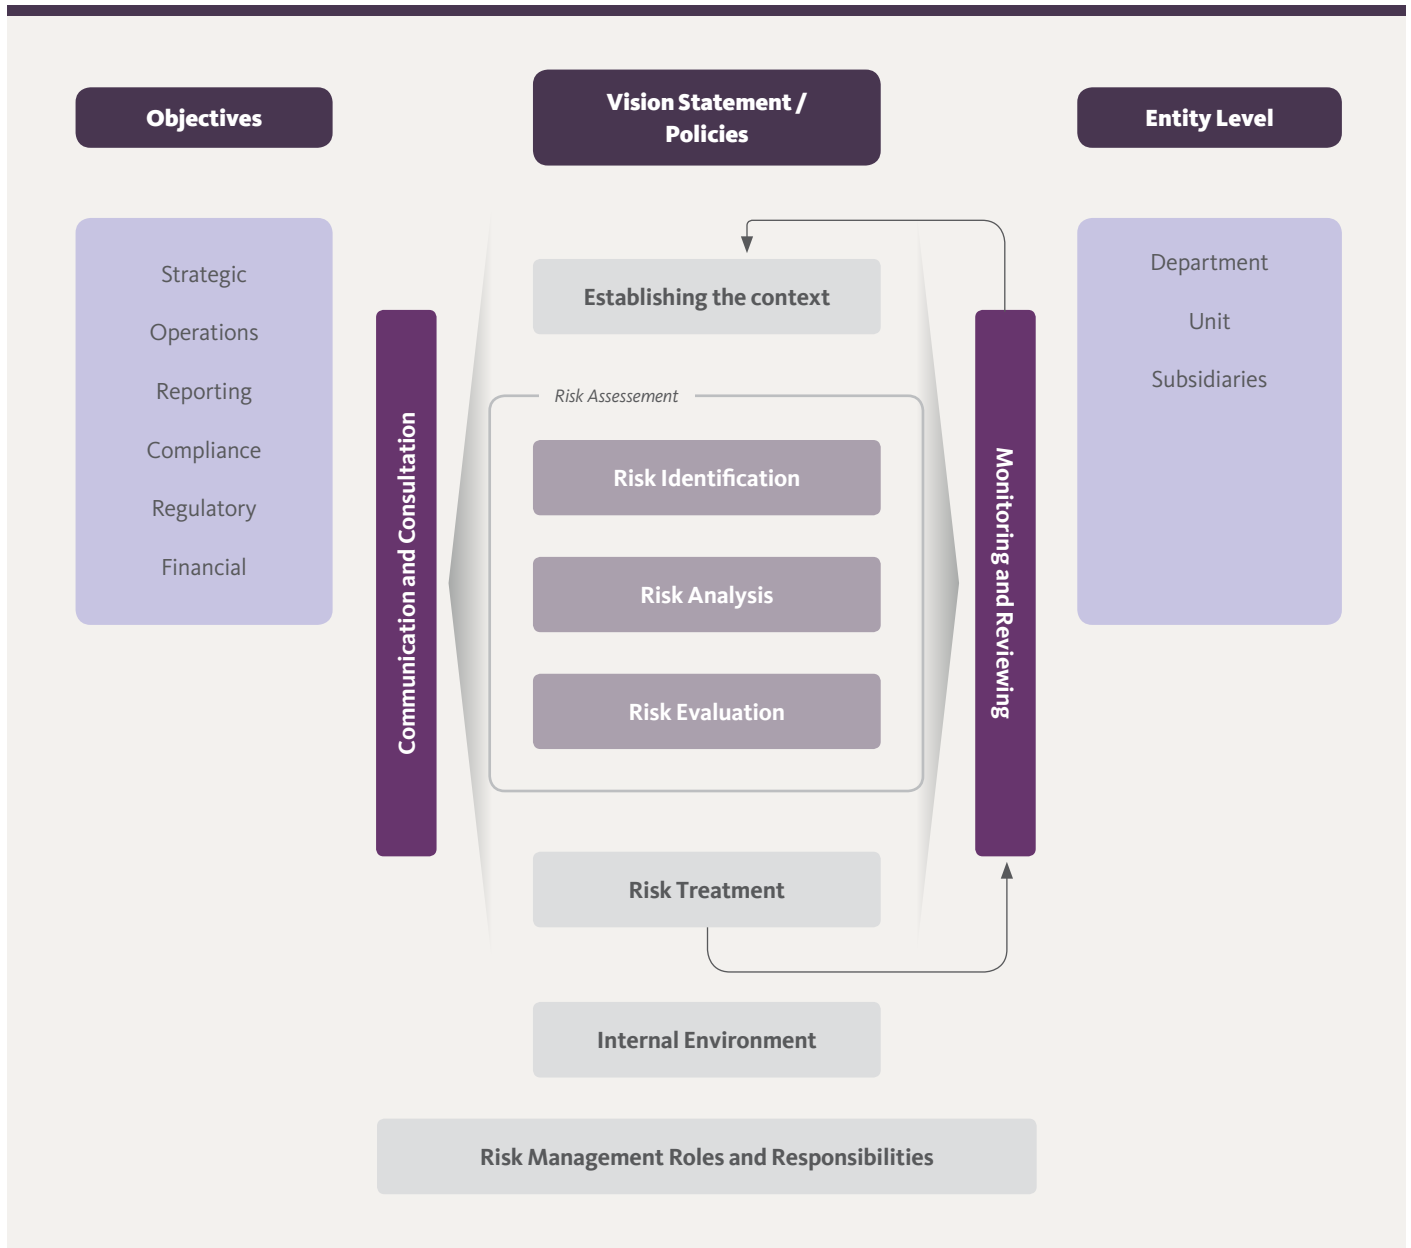 Objectives
Strategic
Operations
Reporting
Compliance
Regulatory
Financial
Communication and Consultation
Vision Statement /
Policies
Establishing the context
Risk Assessement
Risk Identification
Risk Analysis
Risk Evaluation
Risk Treatment
Internal Environment
Risk Management Roles and Responsibilities
Monitoring and Reviewing
Entity Level
Department
Unit
Subsidiaries